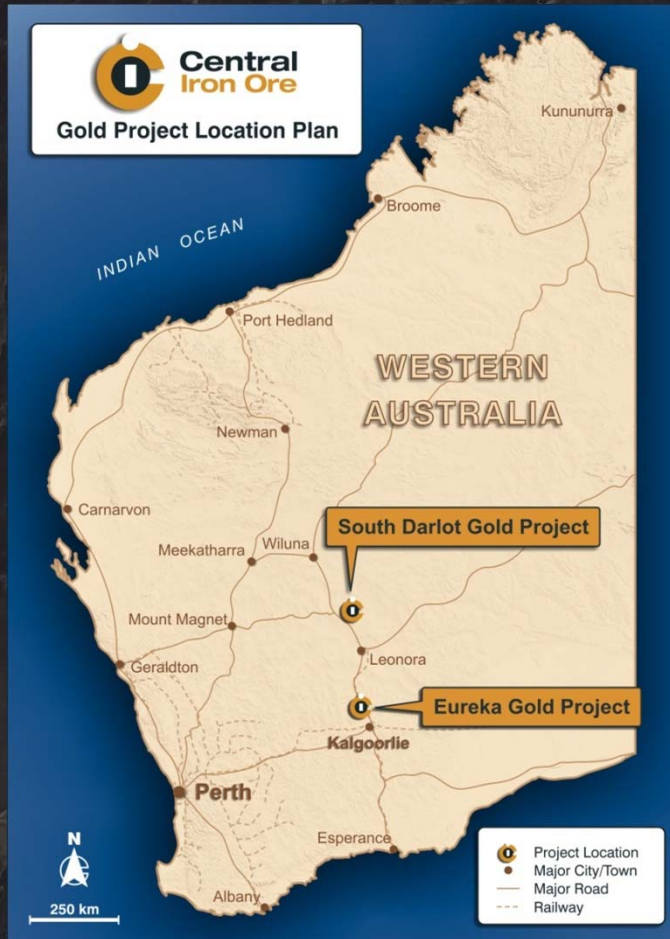 Central
Iron Ore
Gold Project Location Plan
Kununurra
Broome
INDIAN OCEAN
Port Hedland
WESTERN
AUSTRALIA
Newman
Carnarvon
South Darlot Gold Project
Meekatharra
Wiluna
Mount Magnet
Leonora
Geraldton
Eureka Gold Project
Kalgoorlie
Perth
Esperance
Albany
N
250 km
Project Location
Major City/Town
Major Road
Railway